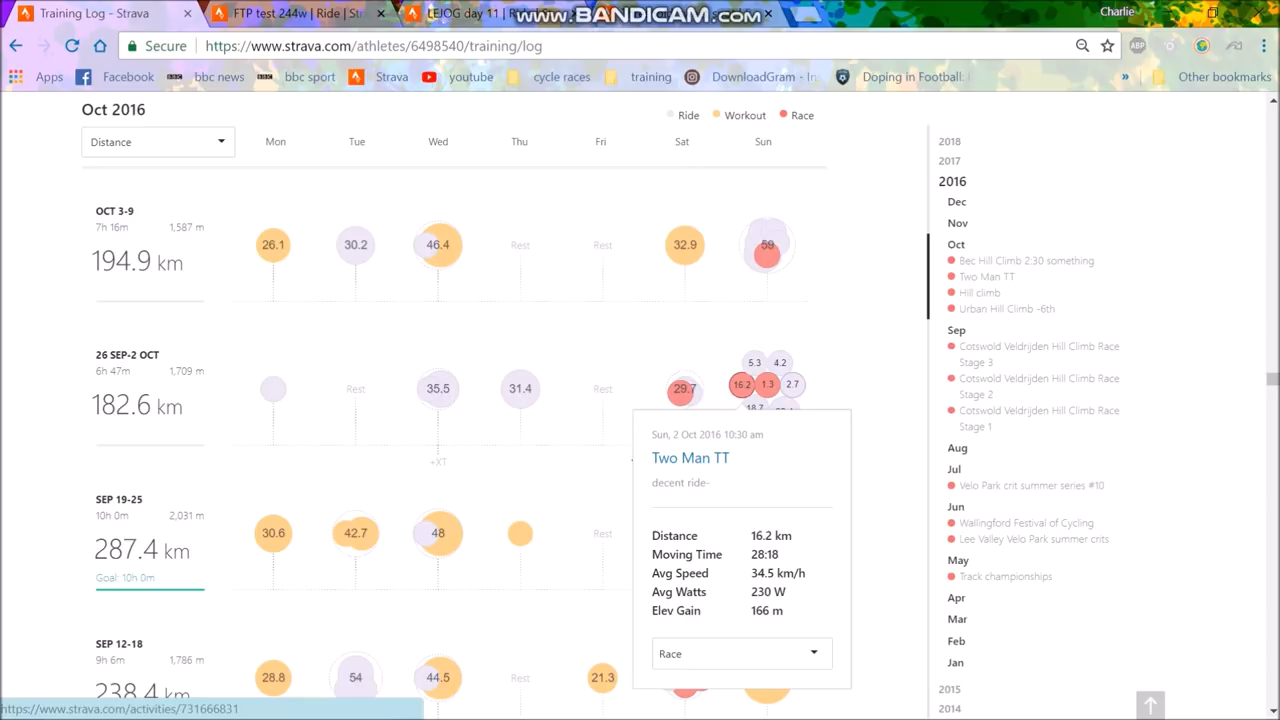 Training Log - Strava
FTP test 244w | Ride | St
LEJOG day 11 |
www.BANDICAM.com
Charlie
Secure
https://www.strava.com/athletes/6498540/training/log
ABP
Apps
Facebook
bbc news
bbc sport
Strava
youtube
cycle races
training
DownloadGram - In
Doping in Football:
»
Other bookmarks
Oct 2016
Ride
Workout
Race
Distance
Mon
Tue
Wed
Thu
Fri
Sat
Sun
OCT 3-9
7h 16m 1,587 m
194.9 km
26.1
30.2
46.4
Rest
Rest
32.9
59
26 SEP-2 OCT
6h 47m 1,709 m
182.6 km
Rest
35.5
+XT
31.4
Rest
29.7
5.3 4.2
16.2 1.3 2.7
18.7
Sun, 2 Oct 2016 10:30 am
Two Man TT
decent ride-
Distance 16.2 km
Moving Time 28:18
Avg Speed 34.5 km/h
Avg Watts 230 W
Elev Gain 166 m
Race
SEP 19-25
10h 0m 2,031 m
287.4 km
Goal: 10h 0m
30.6
42.7
48
Rest
SEP 12-18
9h 6m 1,786 m
238.4 km
28.8
54
44.5
Rest
21.3
2018
2017
2016
Dec
Nov
Oct
Bec Hill Climb 2:30 something
Two Man TT
Hill climb
Urban Hill Climb -6th
Sep
Cotswold Veldrijden Hill Climb Race
Stage 3
Cotswold Veldrijden Hill Climb Race
Stage 2
Cotswold Veldrijden Hill Climb Race
Stage 1
Aug
Jul
Velo Park crit summer series #10
Jun
Wallingford Festival of Cycling
Lee Valley Velo Park summer crits
May
Track championships
Apr
Mar
Feb
Jan
2015
2014
https://www.strava.com/activities/731666831